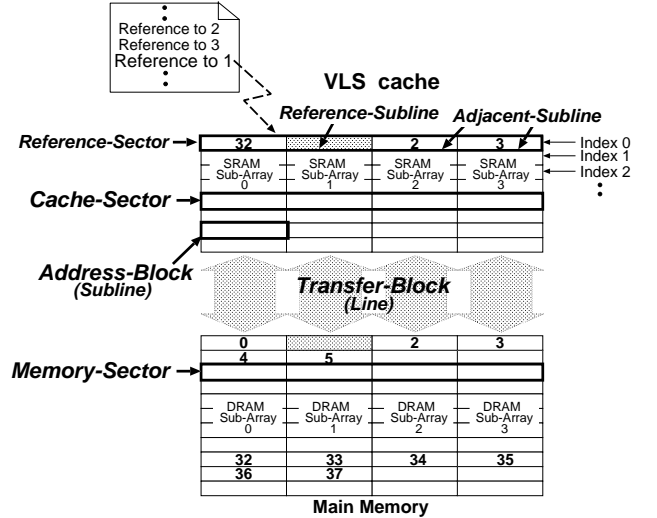 Reference to 2
Reference to 3
Reference to 1
VLS cache
Reference-Subline
Adjacent-Subline
Reference-Sector
32 2 3
Index 0
Index 1
Index 2
SRAM Sub-Array 0
SRAM Sub-Array 1
SRAM Sub-Array 2
SRAM Sub-Array 3
Cache-Sector
Address-Block
(Subline)
Transfer-Block
(Line)
0 2 3
4 5
Memory-Sector
DRAM Sub-Array 0
DRAM Sub-Array 1
DRAM Sub-Array 2
DRAM Sub-Array 3
32 33 34 35
36 37
Main Memory